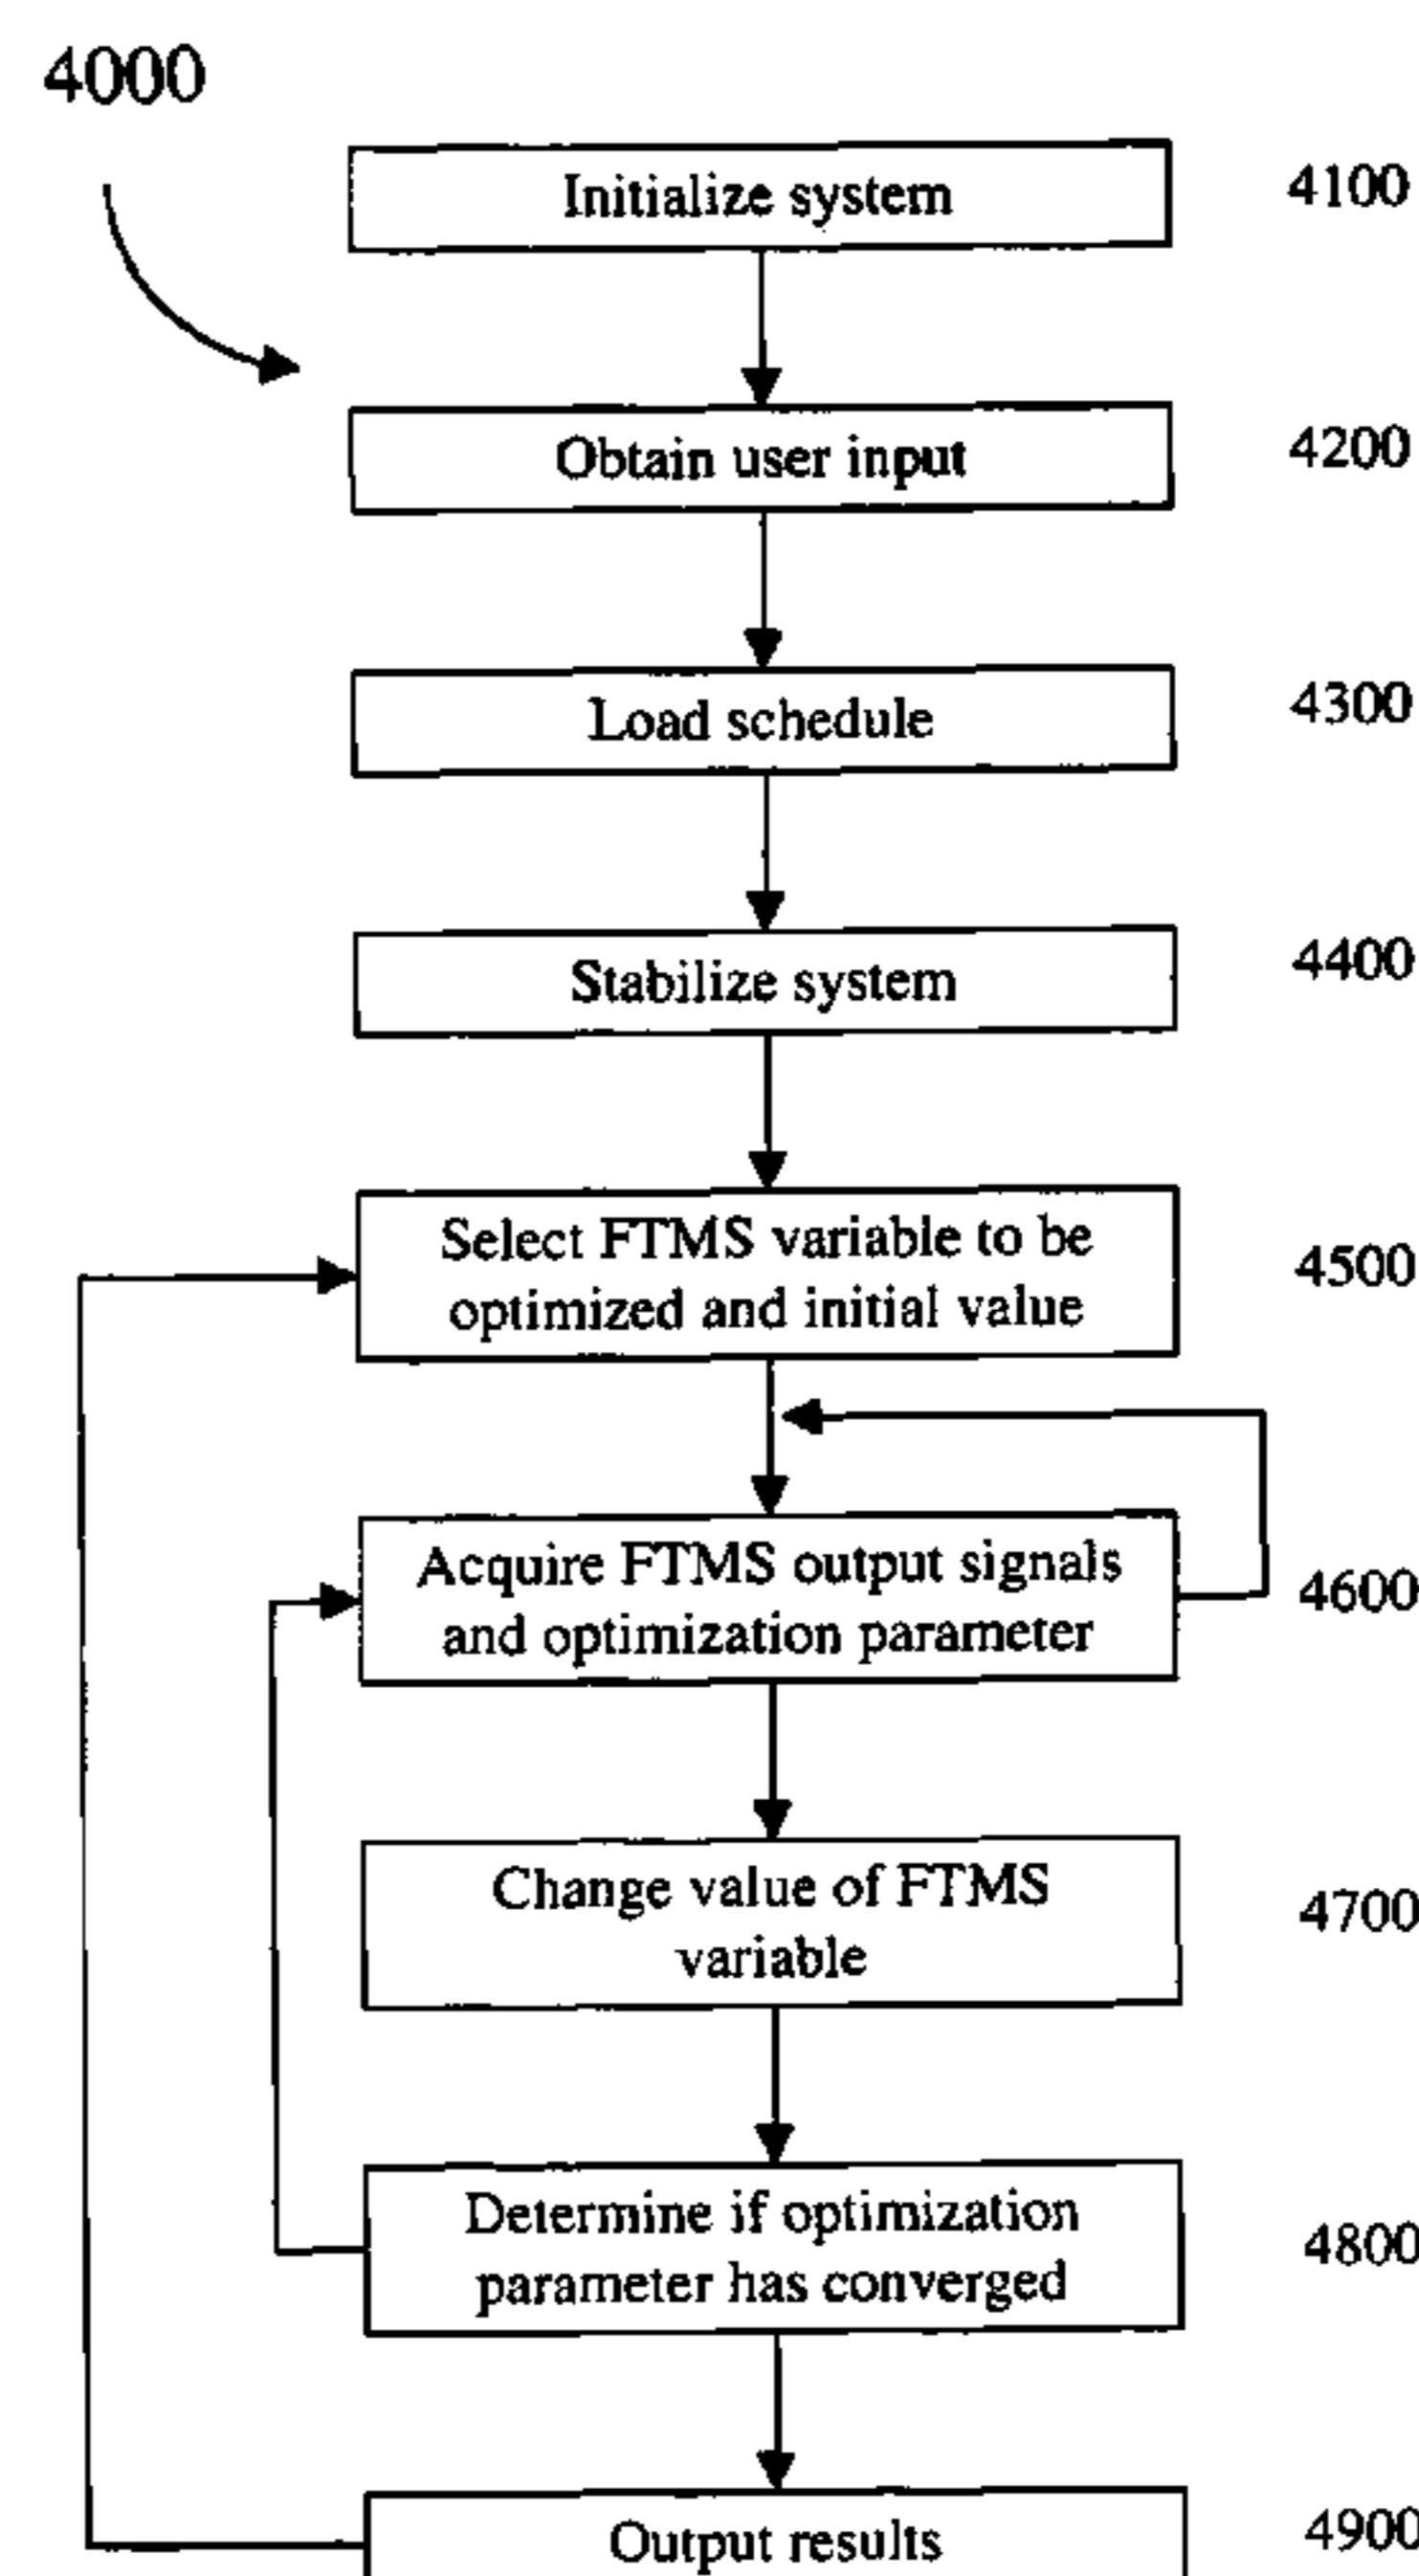 4000
Initialize system
4100
Obtain user input
4200
Load schedule
4300
Stabilize system
4400
Select FTMS variable to be
optimized and initial value
4500
Acquire FTMS output signals
and optimization parameter
4600
Change value of FTMS
variable
4700
Determine if optimization
parameter has converged
4800
Output results
4900